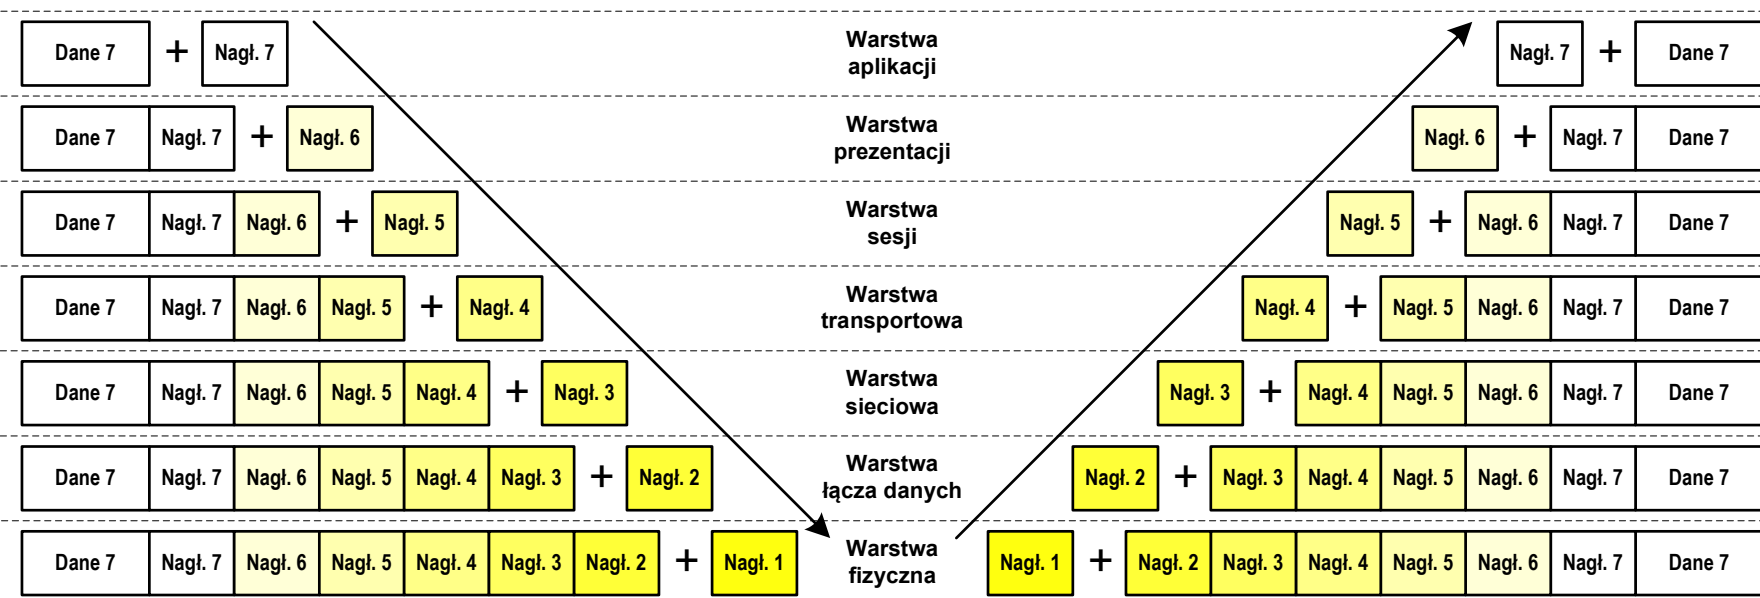 Dane 7 + Nagł. 7 Warstwa aplikacji Nagł. 7 + Dane 7
Dane 7 Nagł. 7 + Nagł. 6 Warstwa prezentacji Nagł. 6 + Nagł. 7 Dane 7
Dane 7 Nagł. 7 Nagł. 6 + Nagł. 5 Warstwa sesji Nagł. 5 + Nagł. 6 Nagł. 7 Dane 7
Dane 7 Nagł. 7 Nagł. 6 Nagł. 5 + Nagł. 4 Warstwa transportowa Nagł. 4 + Nagł. 5 Nagł. 6 Nagł. 7 Dane 7
Dane 7 Nagł. 7 Nagł. 6 Nagł. 5 Nagł. 4 + Nagł. 3 Warstwa sieciowa Nagł. 3 + Nagł. 4 Nagł. 5 Nagł. 6 Nagł. 7 Dane 7
Dane 7 Nagł. 7 Nagł. 6 Nagł. 5 Nagł. 4 Nagł. 3 + Nagł. 2 Warstwa łącza danych Nagł. 2 + Nagł. 3 Nagł. 4 Nagł. 5 Nagł. 6 Nagł. 7 Dane 7
Dane 7 Nagł. 7 Nagł. 6 Nagł. 5 Nagł. 4 Nagł. 3 Nagł. 2 + Nagł. 1 Warstwa fizyczna Nagł. 1 + Nagł. 2 Nagł. 3 Nagł. 4 Nagł. 5 Nagł. 6 Nagł. 7 Dane 7